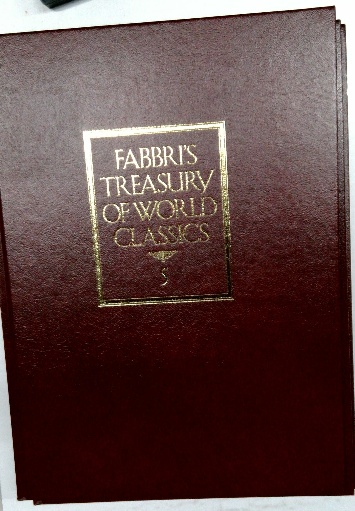 FABBRI'S
TREASURY
OF WORLD
CLASSICS
5